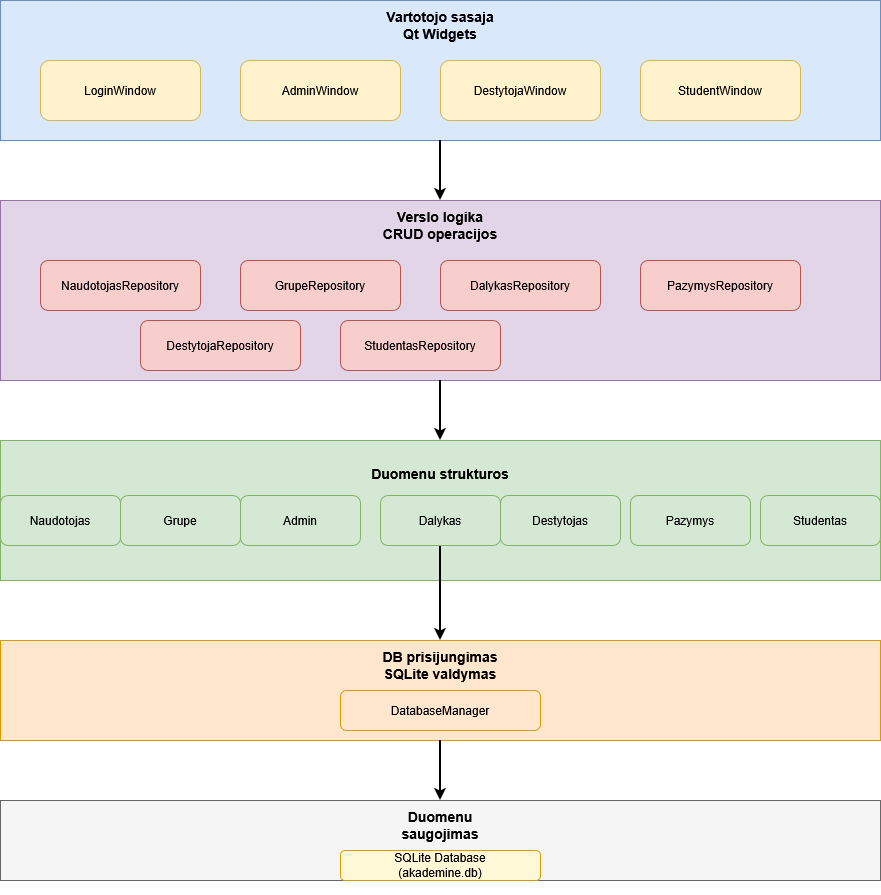 Vartotojo sasaja
Qt Widgets
LoginWindow
AdminWindow
DestytojaWindow
StudentWindow
Verslo logika
CRUD operacijos
NaudotojasRepository
GrupeRepository
DalykasRepository
PazymysRepository
DestytojaRepository
StudentasRepository
Duomenu strukturos
Naudotojas
Grupe
Admin
Dalykas
Destytojas
Pazymys
Studentas
DB prisijungimas
SQLite valdymas
DatabaseManager
Duomenu
saugojimas
SQLite Database
(akademine.db)